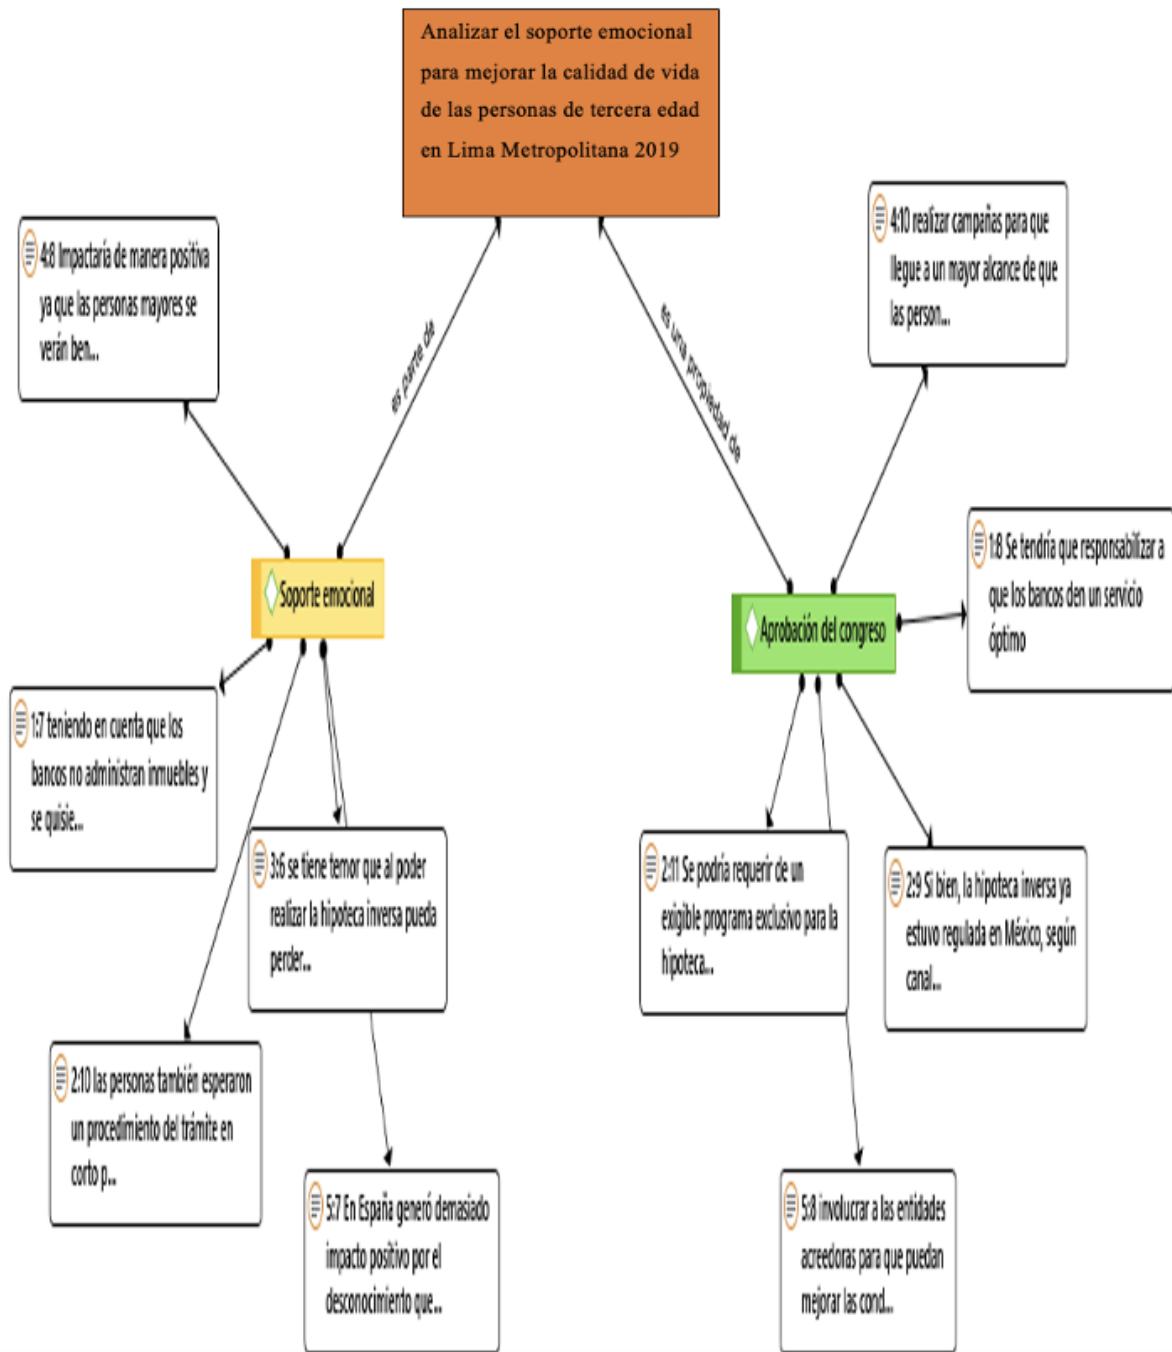 Analizar el soporte emocional
para mejorar la calidad de vida
de las personas de tercera edad
en Lima Metropolitana 2019
4:8 Impactaría de manera positiva
ya que las personas mayores se
verán ben...
4:10 realizar campañas para que
llegue a un mayor alcance de que
las person...
es parte de
es una propiedad de
Soporte emocional
Aprobación del congreso
1:8 Se tendría que responsabilizar a
que los bancos den un servicio
óptimo
1:7 teniendo en cuenta que los
bancos no administran inmuebles y
se quisie...
3:6 se tiene temor que al poder
realizar la hipoteca inversa pueda
perder...
2:11 Se podría requerir de un
exigible programa exclusivo para la
hipoteca...
2:9 Si bien, la hipoteca inversa ya
estuvo regulada en México, según
canal...
2:10 las personas también esperaron
un procedimiento del trámite en
corto p...
5:7 En España generó demasiado
impacto positivo por el
desconocimiento que...
5:8 involucrar a las entidades
acreedoras para que puedan
mejorar las cond...